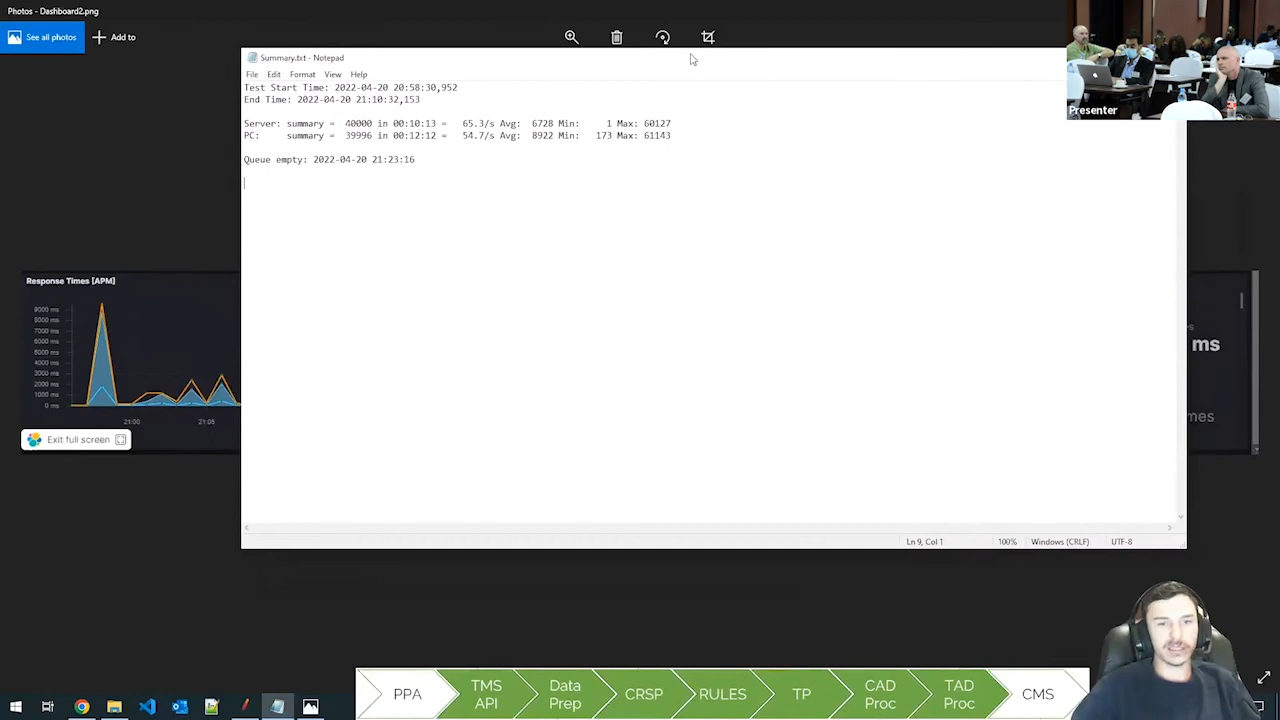 Photos - Dashboard2.png
See all photos
Add to
Summary.txt - Notepad
File Edit Format View Help
Test Start Time: 2022-04-20 20:58:30,952
End Time: 2022-04-20 21:10:32,153
Server: summary = 40000 in 00:10:13 = 65.3/s Avg: 6728 Min: 1 Max: 60127
PC: summary = 39996 in 00:12:12 = 54.7/s Avg: 8922 Min: 173 Max: 61143
Queue empty: 2022-04-20 21:23:16
Presenter
Response Times [APM]
9000 ms
8000 ms
7000 ms
6000 ms
5000 ms
4000 ms
3000 ms
2000 ms
1000 ms
0 ms
21:00 21:05
Exit full screen
ms
Ln 9, Col 1 100% Windows (CRLF) UTF-8
PPA
TMS
API
Data
Prep
CRSP
RULES
TP
CAD
Proc
TAD
Proc
CMS